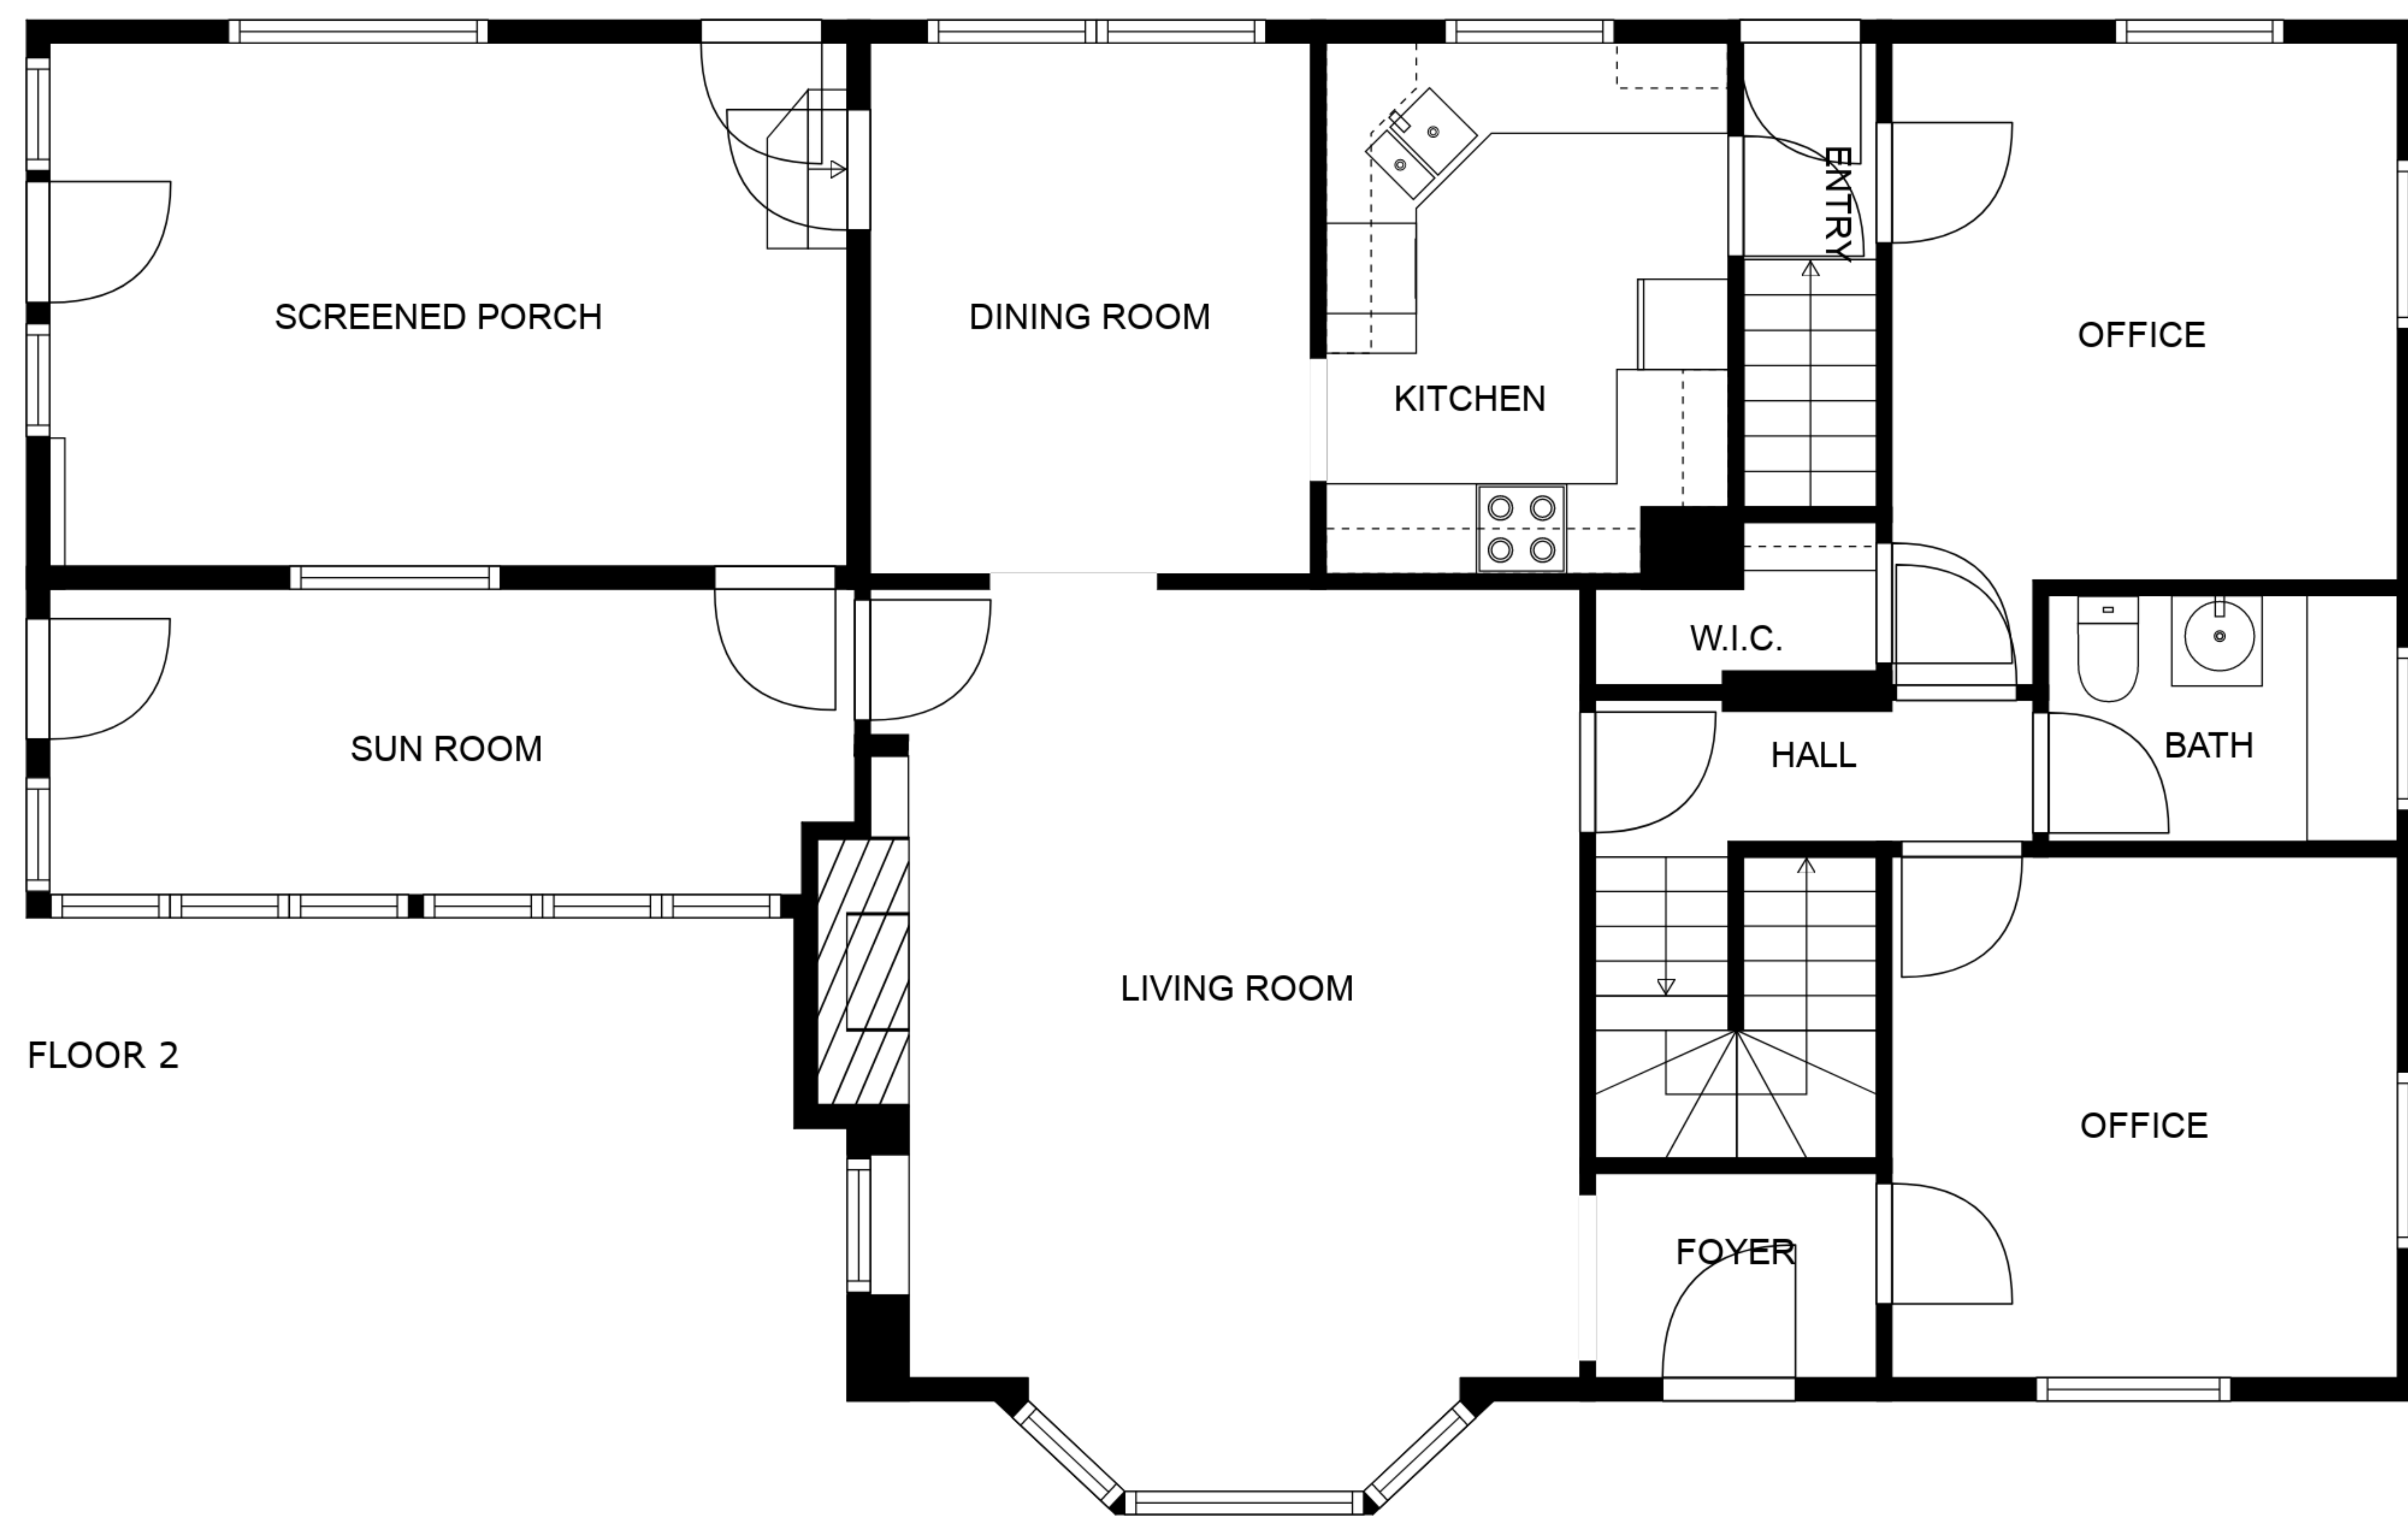 ENTRY
SCREENED PORCH
DINING ROOM
OFFICE
KITCHEN
W.I.C.
SUN ROOM
HALL
BATH
LIVING ROOM
FLOOR 2
OFFICE
FOYER